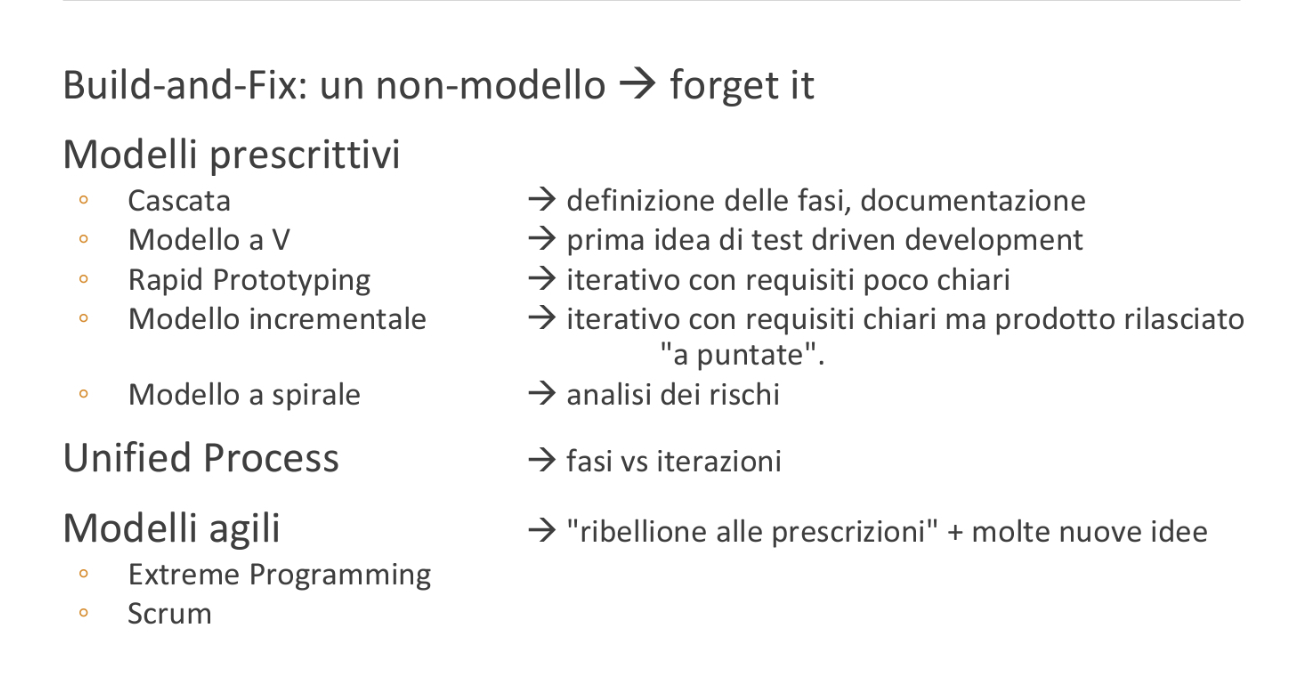 Build-and-Fix: un non-modello → forget it
Modelli prescrittivi
◦ Cascata → definizione delle fasi, documentazione
◦ Modello a V → prima idea di test driven development
◦ Rapid Prototyping → iterativo con requisiti poco chiari
◦ Modello incrementale → iterativo con requisiti chiari ma prodotto rilasciato
"a puntate".
◦ Modello a spirale → analisi dei rischi
Unified Process → fasi vs iterazioni
Modelli agili → "ribellione alle prescrizioni" + molte nuove idee
◦ Extreme Programming
◦ Scrum